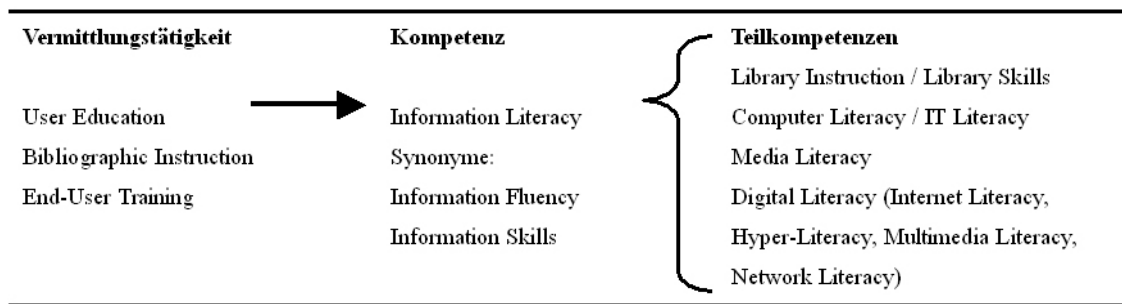 Vermittlungstätigkeit
User Education
Bibliographic Instruction
End-User Training
Kompetenz
Information Literacy
Synonyme:
Information Fluency
Information Skills
Teilkompetenzen
Library Instruction / Library Skills
Computer Literacy / IT Literacy
Media Literacy
Digital Literacy (Internet Literacy,
Hyper-Literacy, Multimedia Literacy,
Network Literacy)